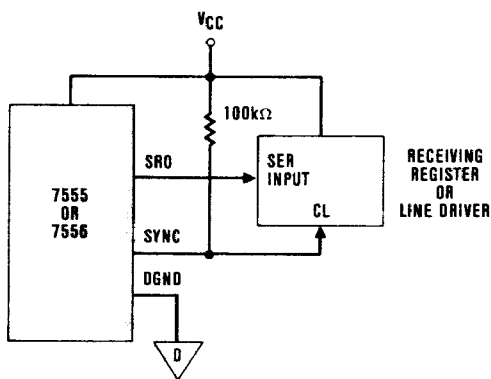 VCC
100kΩ
SRO
SER
INPUT
RECEIVING
REGISTER
OR
LINE DRIVER
7555
OR
7556
CL
SYNC
DGND
D